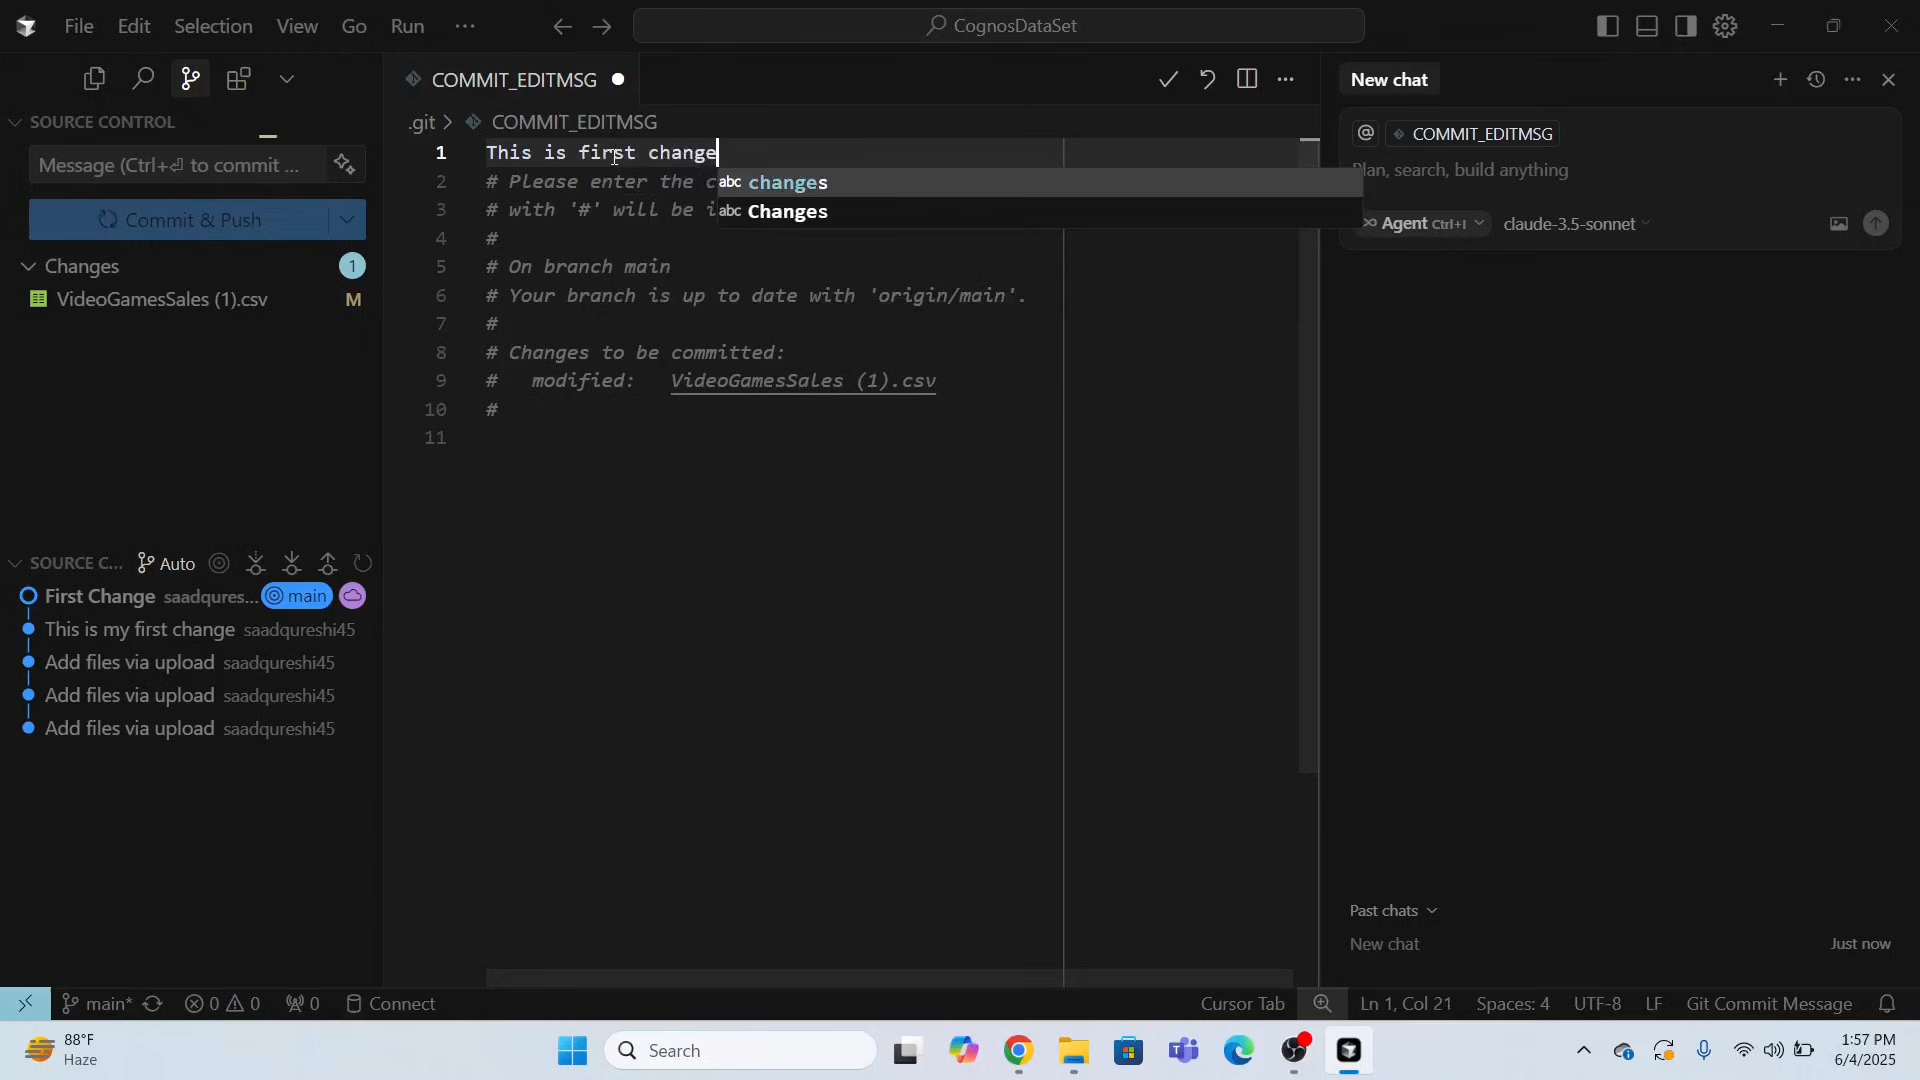 File Edit Selection View Go Run ···
CognosDataSet
SOURCE CONTROL
Message (Ctrl+⏎ to commit ...
Commit & Push
Changes 1
VideoGamesSales (1).csv M
SOURCE C... Auto
First Change saadqures... main
This is my first change saadqureshi45
Add files via upload saadqureshi45
Add files via upload saadqureshi45
Add files via upload saadqureshi45
COMMIT_EDITMSG
.git > COMMIT_EDITMSG
1 This is first change
2 # Please enter the c
3 # with '#' will be i
4 #
5 # On branch main
6 # Your branch is up to date with 'origin/main'.
7 #
8 # Changes to be committed:
9 # modified: VideoGamesSales (1).csv
10 #
11
abc changes
abc Changes
New chat
@ COMMIT_EDITMSG
Plan, search, build anything
Agent Ctrl+I claude-3.5-sonnet
Past chats
New chat Just now
main* 0 0 0 Connect
Cursor Tab Ln 1, Col 21 Spaces: 4 UTF-8 LF Git Commit Message
88°F
Haze
Search
1:57 PM
6/4/2025